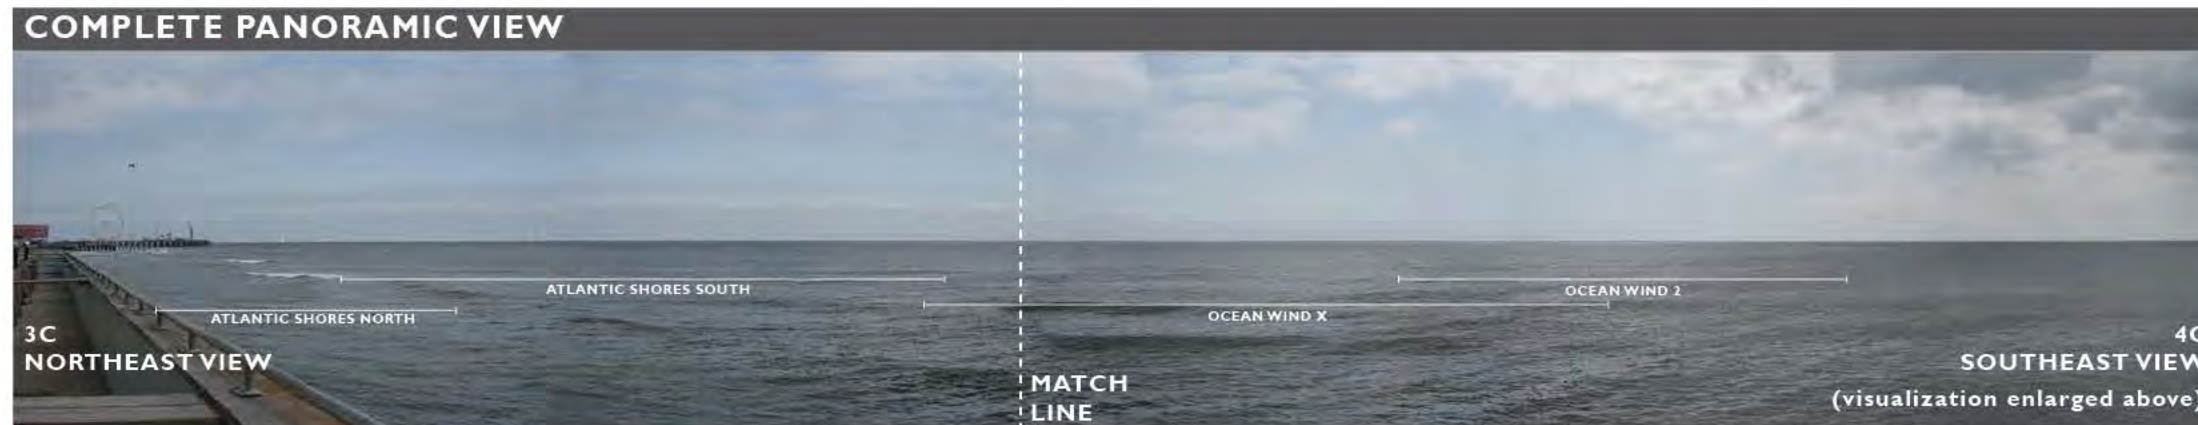 COMPLETE PANORAMIC VIEW
ATLANTIC SHORES SOUTH
OCEAN WIND 2
ATLANTIC SHORES NORTH
OCEAN WIND X
3C
NORTHEAST VIEW
4C
SOUTHEAST VIEW
(visualization enlarged above)
MATCH
LINE